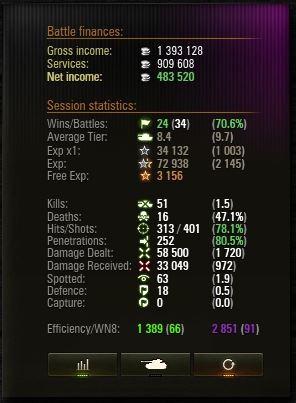 Battle finances:
Gross income: 1 393 128
Services: 909 608
Net income: 483 520
Session statistics:
Wins/Battles: 24 (34) (70.6%)
Average Tier: 8.4 (9.7)
Exp x1: 34 132 (1 003)
Exp: 72 938 (2 145)
Free Exp: 3 156
Kills: 51 (1.5)
Deaths: 16 (47.1%)
Hits/Shots: 313 / 401 (78.1%)
Penetrations: 252 (80.5%)
Damage Dealt: 58 500 (1 720)
Damage Received: 33 049 (972)
Spotted: 63 (1.9)
Defence: 18 (0.5)
Capture: 0 (0.0)
Efficiency/WN8: 1 389 (66) 2 851 (91)